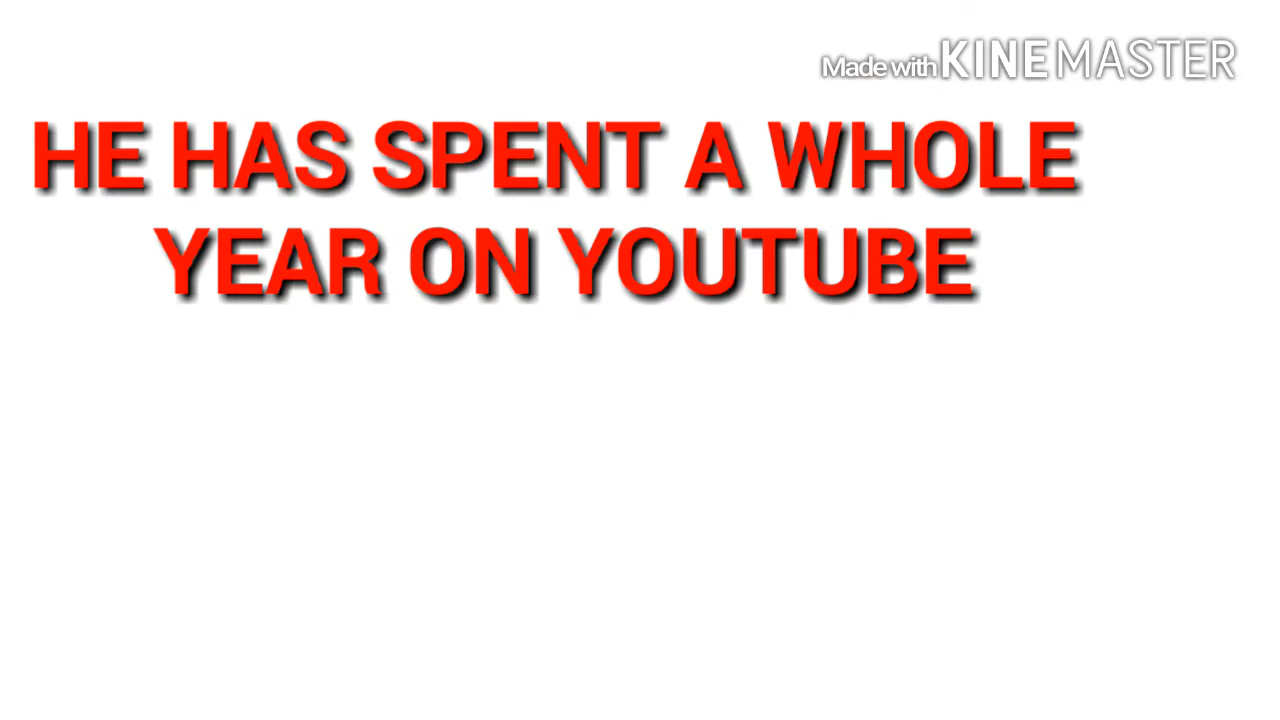 Made with KINEMASTER
HE HAS SPENT A WHOLE
YEAR ON YOUTUBE